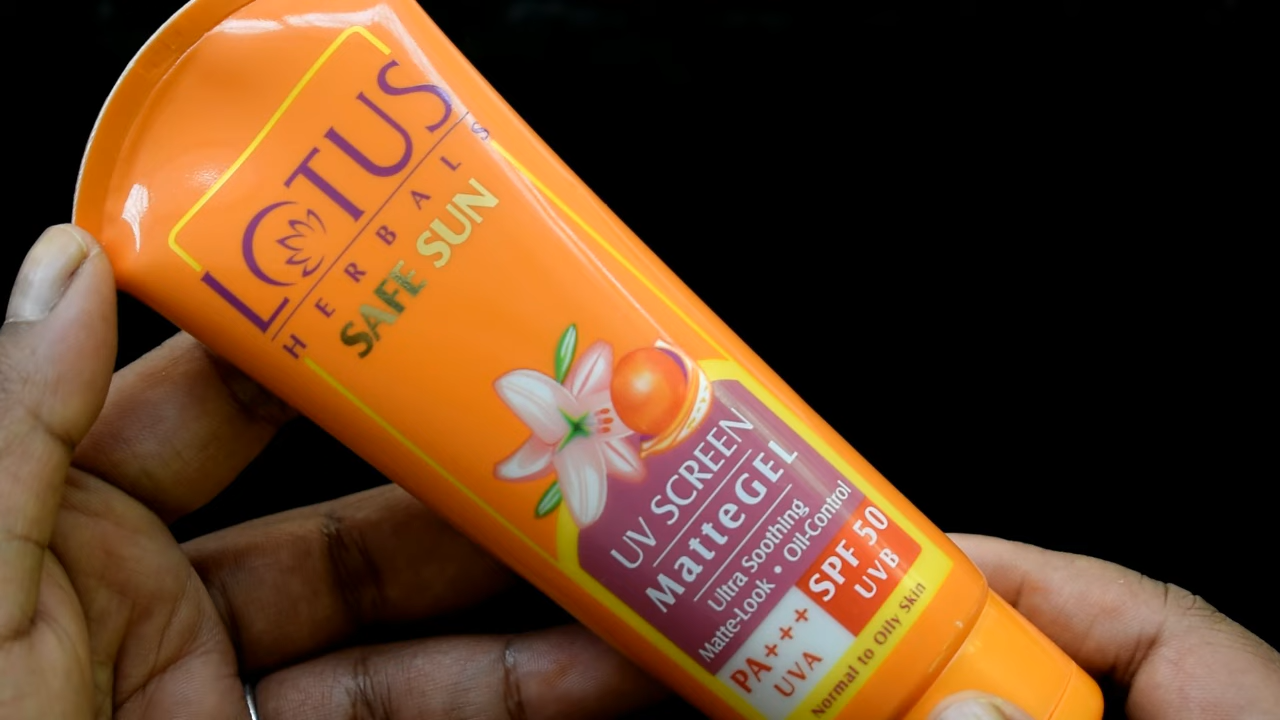 LOTUS
HERBALS
SAFE SUN
UV SCREEN
MatteGEL
Ultra Soothing
Matte-Look • Oil-Control
PA+++ SPF 50
UVA UVB
Normal to Oily Skin